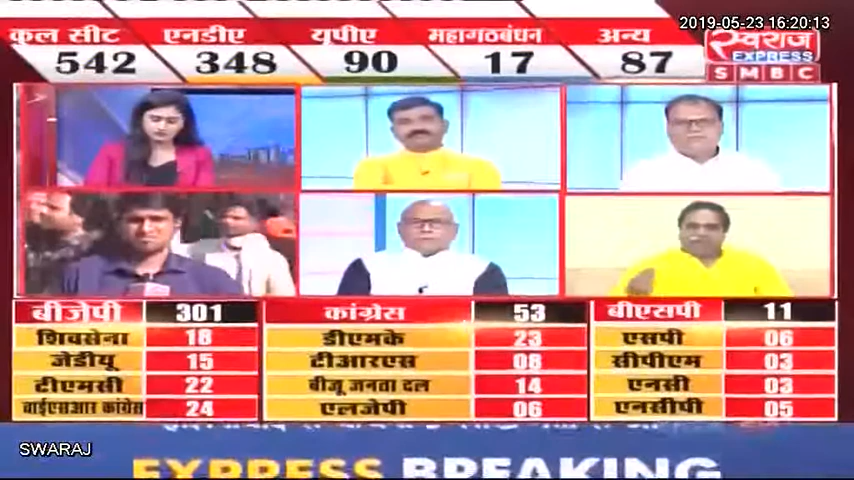 2019-05-23 16:20:13
कुल सीट एनडीए यूपीए महागठबंधन अन्य
542 348 90 17 87
स्वराज
EXPRESS
SMBC
बीजेपी 301 कांग्रेस 53 बीएसपी 11
शिवसेना 18 डीएमके 23 एसपी 06
जेडीयू 15 टीआरएस 08 सीपीएम 03
टीएमसी 22 बीजू जनता दल 14 एनसी 03
वाईएसआर कांग्रेस 24 एलजेपी 06 एनसीपी 05
SWARAJ
EXPRESS BREAKING